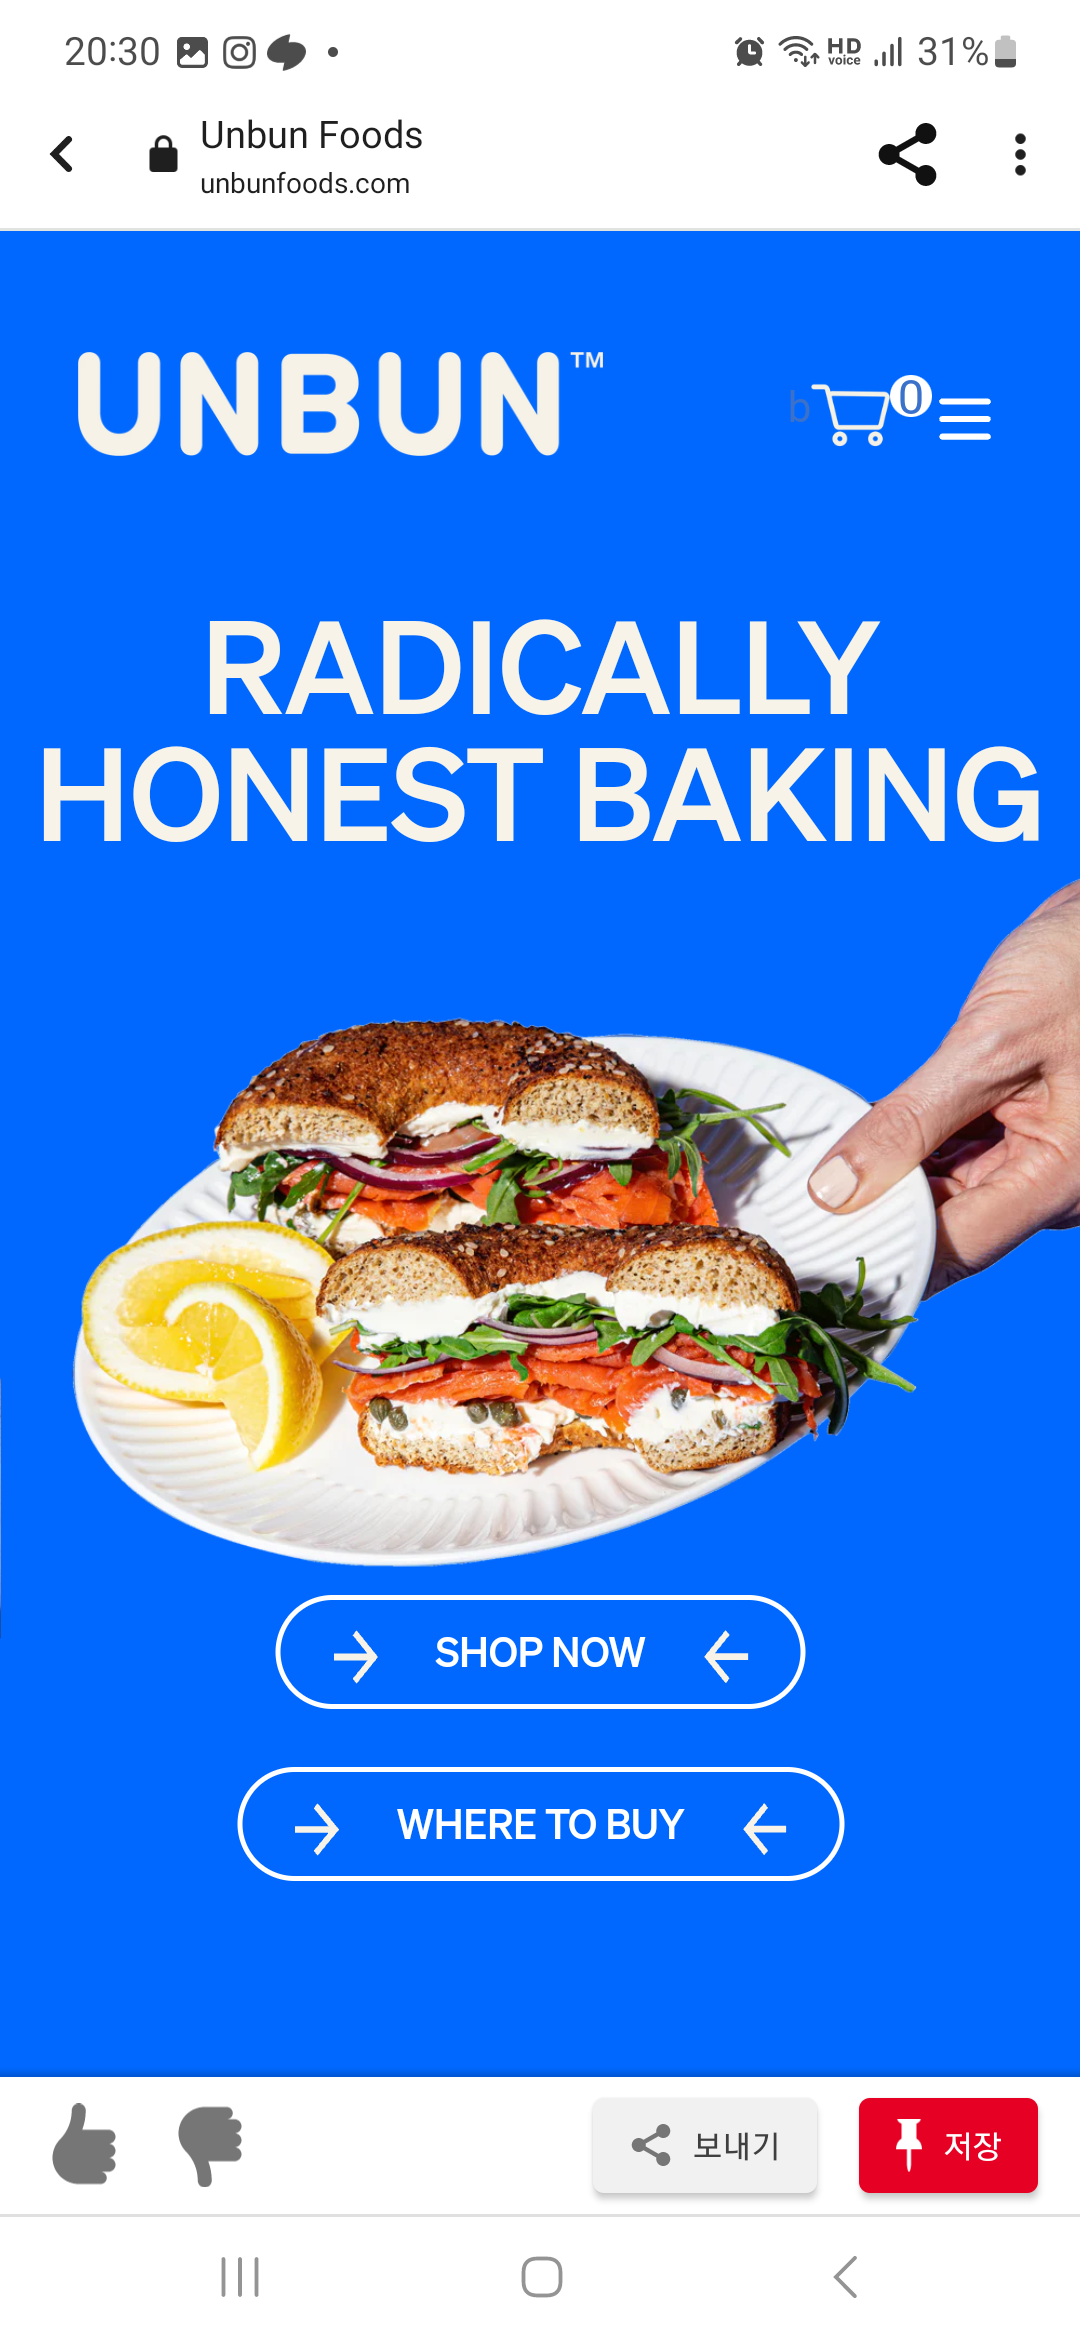 20:30
HD voice
31%
Unbun Foods
unbunfoods.com
UNBUN™
b
0
RADICALLY
HONEST BAKING
SHOP NOW
WHERE TO BUY
보내기
저장